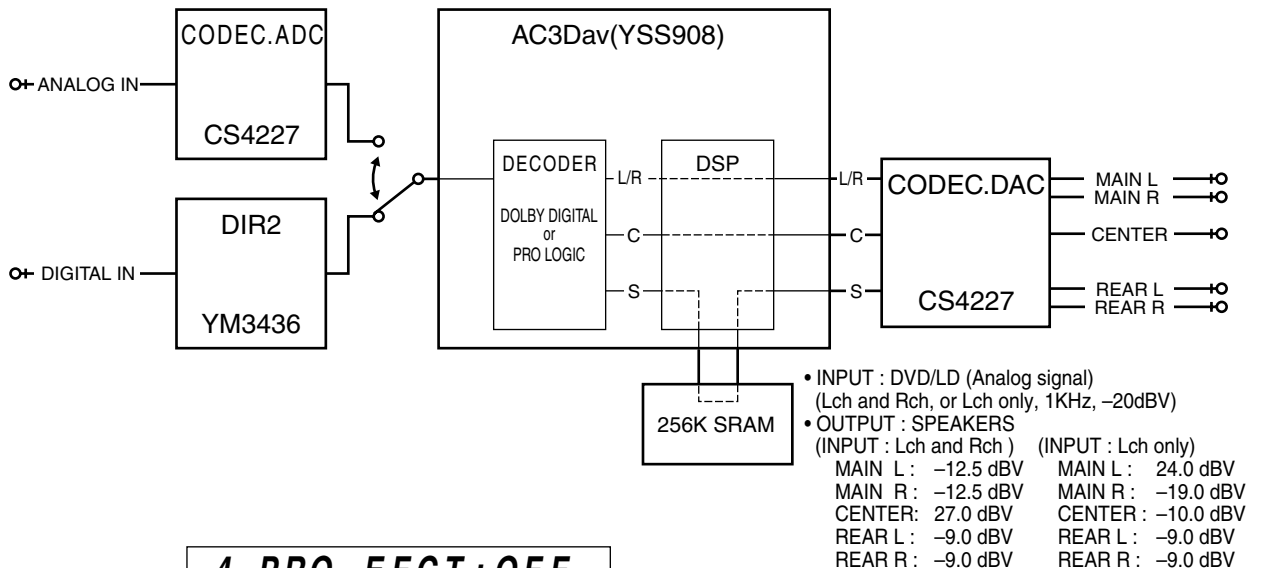 CODEC.ADC
CS4227
ANALOG IN
DIR2
YM3436
DIGITAL IN
AC3Dav(YSS908)
DECODER
DOLBY DIGITAL
or
PRO LOGIC
L/R
C
S
DSP
L/R
C
S
CODEC.DAC
CS4227
MAIN L
MAIN R
CENTER
REAR L
REAR R
256K SRAM
• INPUT : DVD/LD (Analog signal)
(Lch and Rch, or Lch only, 1KHz, –20dBV)
• OUTPUT : SPEAKERS
(INPUT : Lch and Rch ) (INPUT : Lch only)
MAIN L : –12.5 dBV MAIN L : 24.0 dBV
MAIN R : –12.5 dBV MAIN R : –19.0 dBV
CENTER: 27.0 dBV CENTER : –10.0 dBV
REAR L : –9.0 dBV REAR L : –9.0 dBV
REAR R : –9.0 dBV REAR R : –9.0 dBV
4.PRO EFCT:OFF